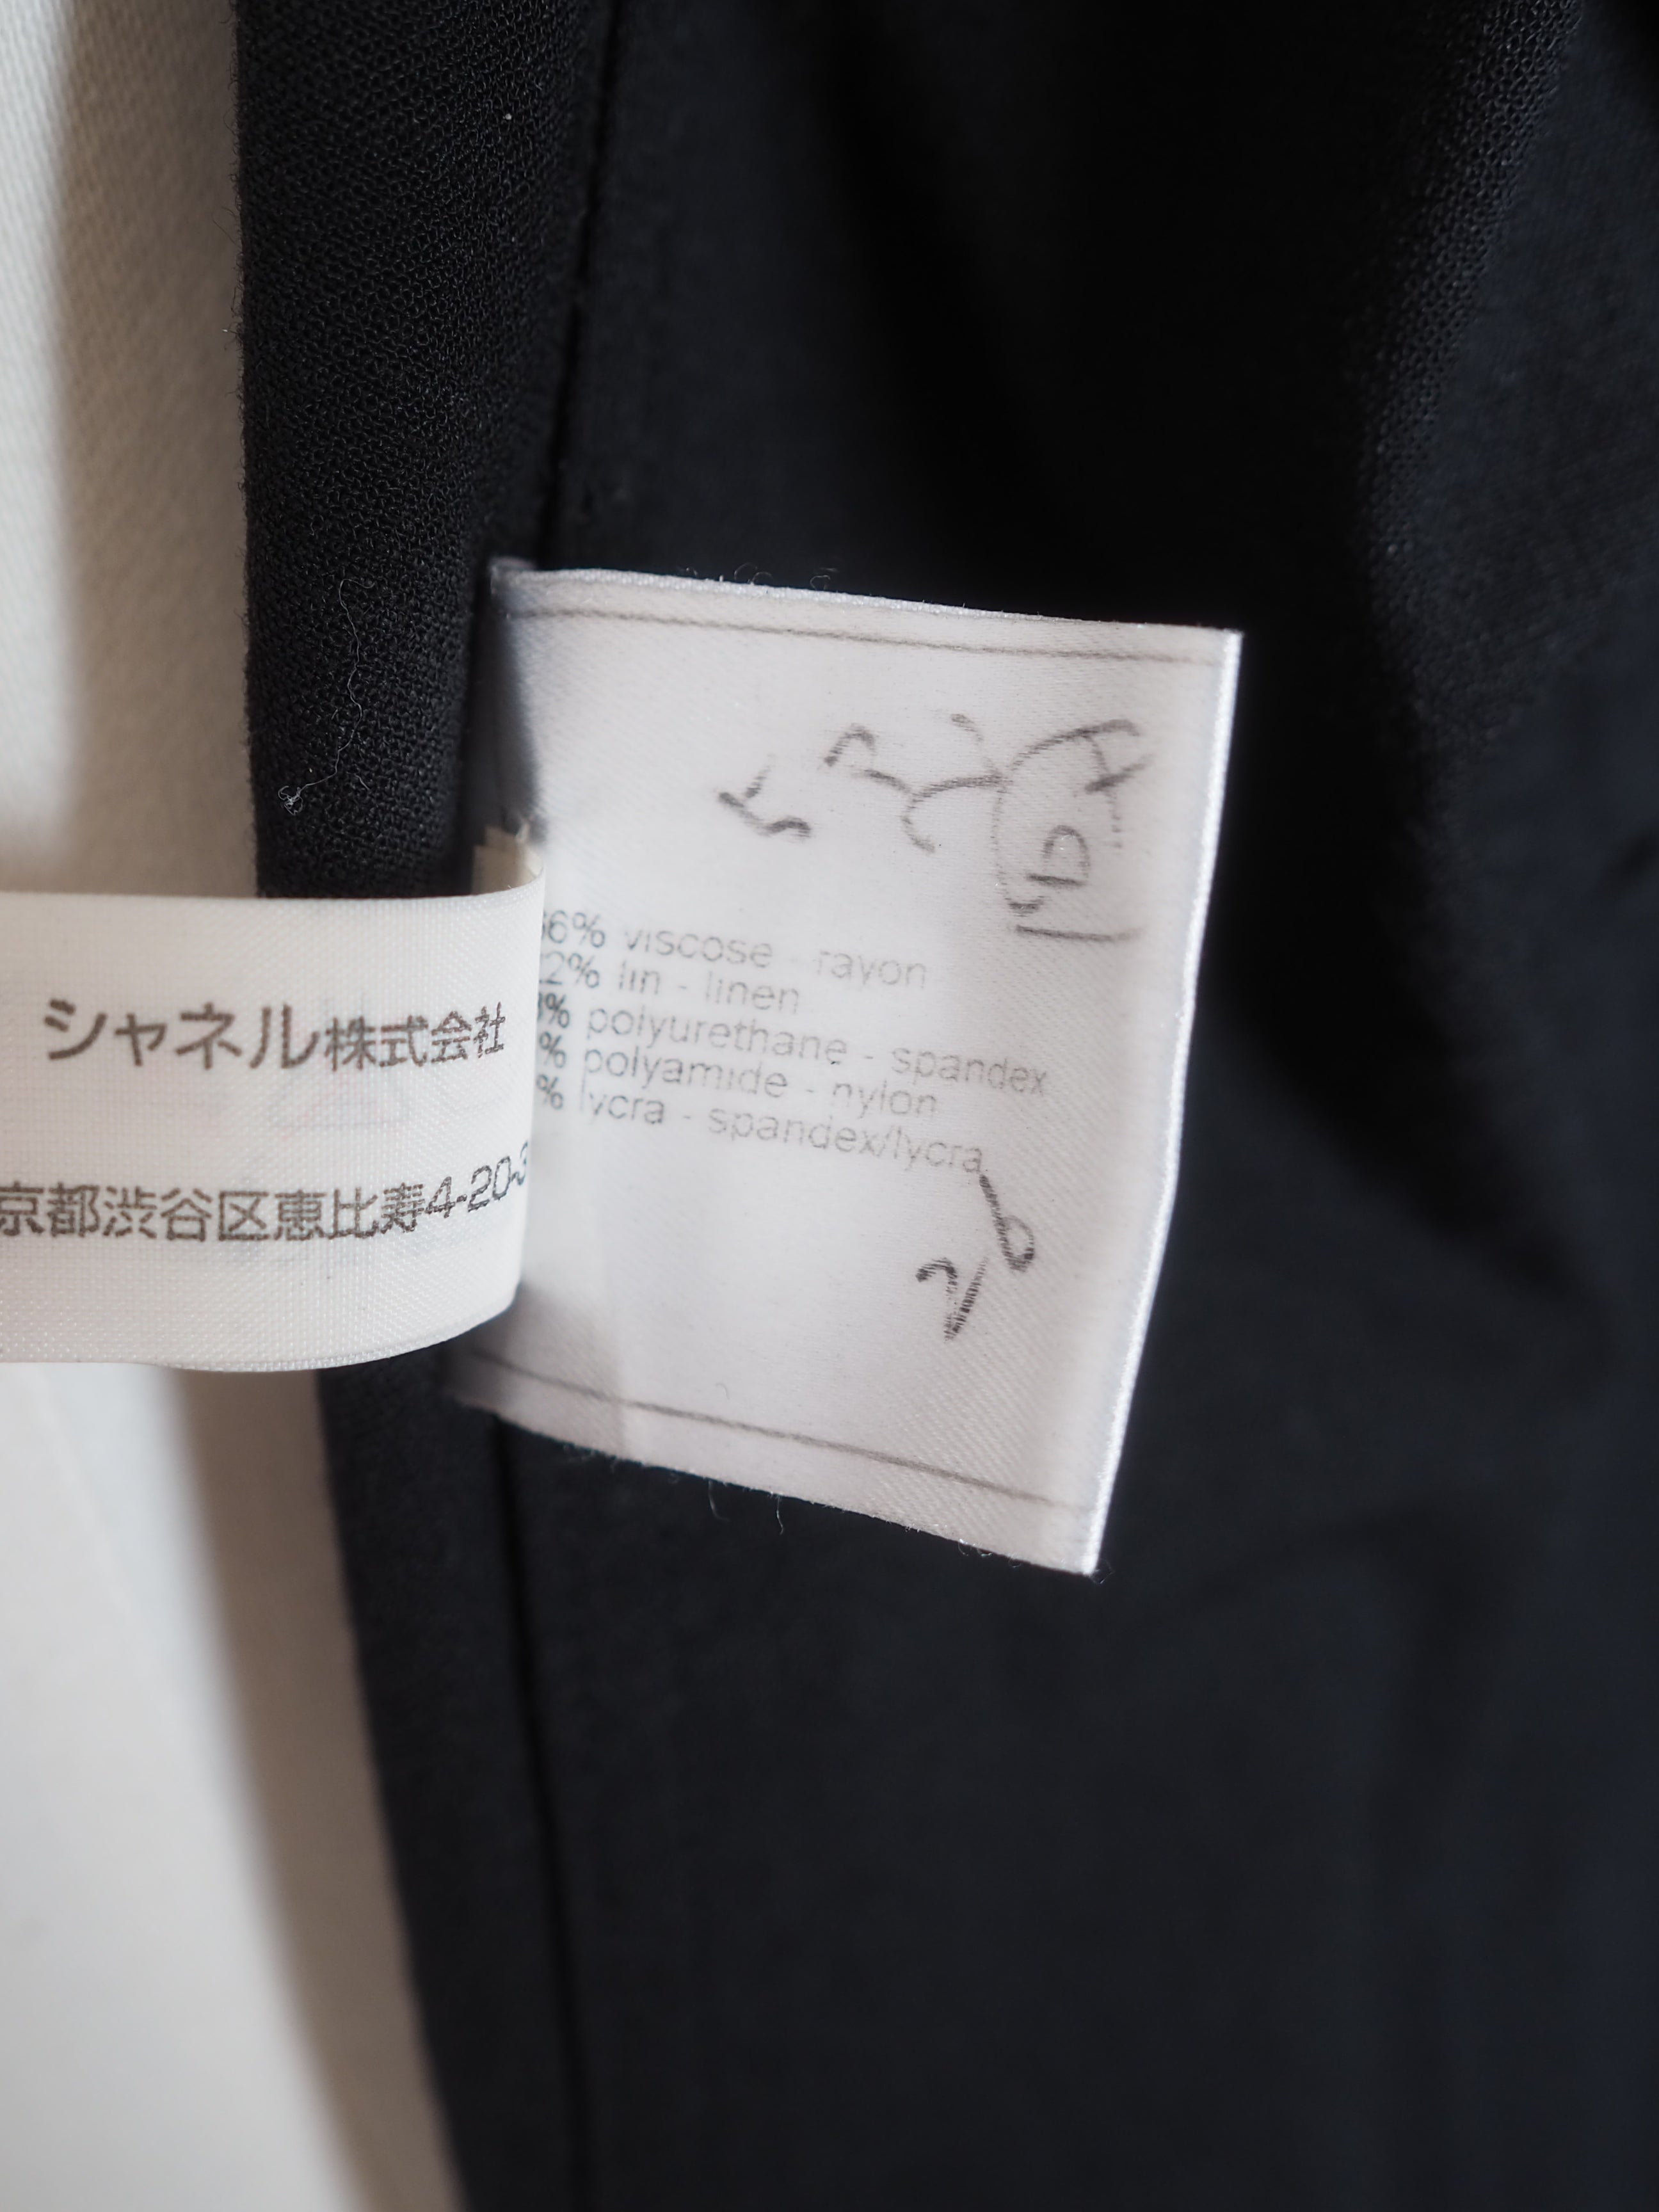 シャネル株式会社
京都渋谷区恵比寿4-20-3
6% viscose - rayon
2% lin - linen
% polyurethane - spandex
% polyamide - nylon
% lycra - spandex/lycra